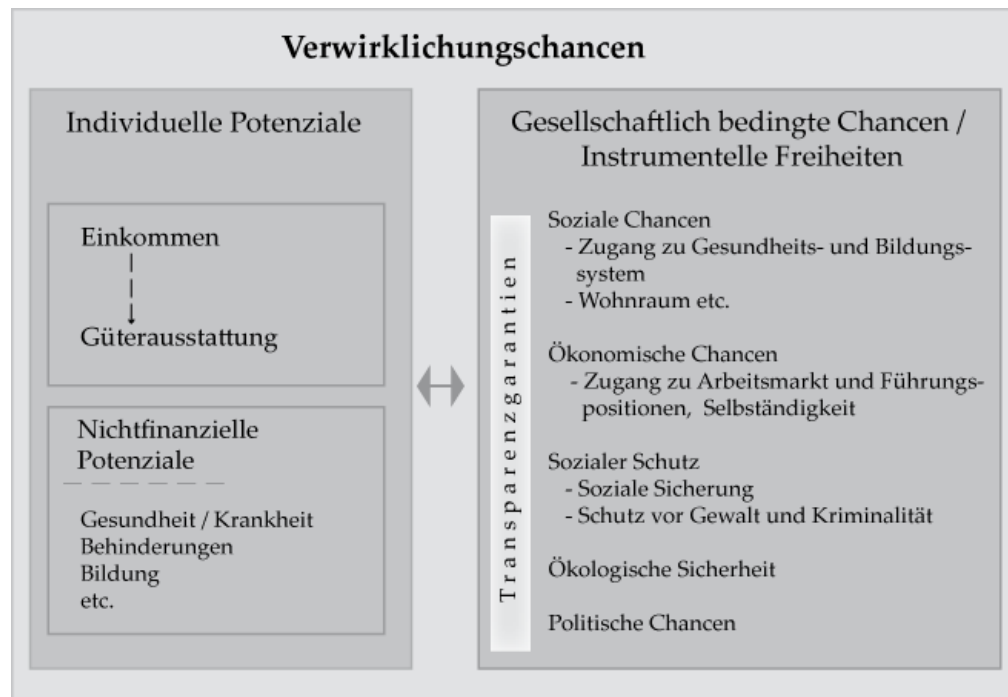 Verwirklichungschancen
Individuelle Potenziale
Einkommen
Güterausstattung
Nichtfinanzielle
Potenziale
Gesundheit / Krankheit
Behinderungen
Bildung
etc.
Gesellschaftlich bedingte Chancen /
Instrumentelle Freiheiten
Transparenzgarantien
Soziale Chancen
- Zugang zu Gesundheits- und Bildungs-
system
- Wohnraum etc.
Ökonomische Chancen
- Zugang zu Arbeitsmarkt und Führungs-
positionen, Selbständigkeit
Sozialer Schutz
- Soziale Sicherung
- Schutz vor Gewalt und Kriminalität
Ökologische Sicherheit
Politische Chancen